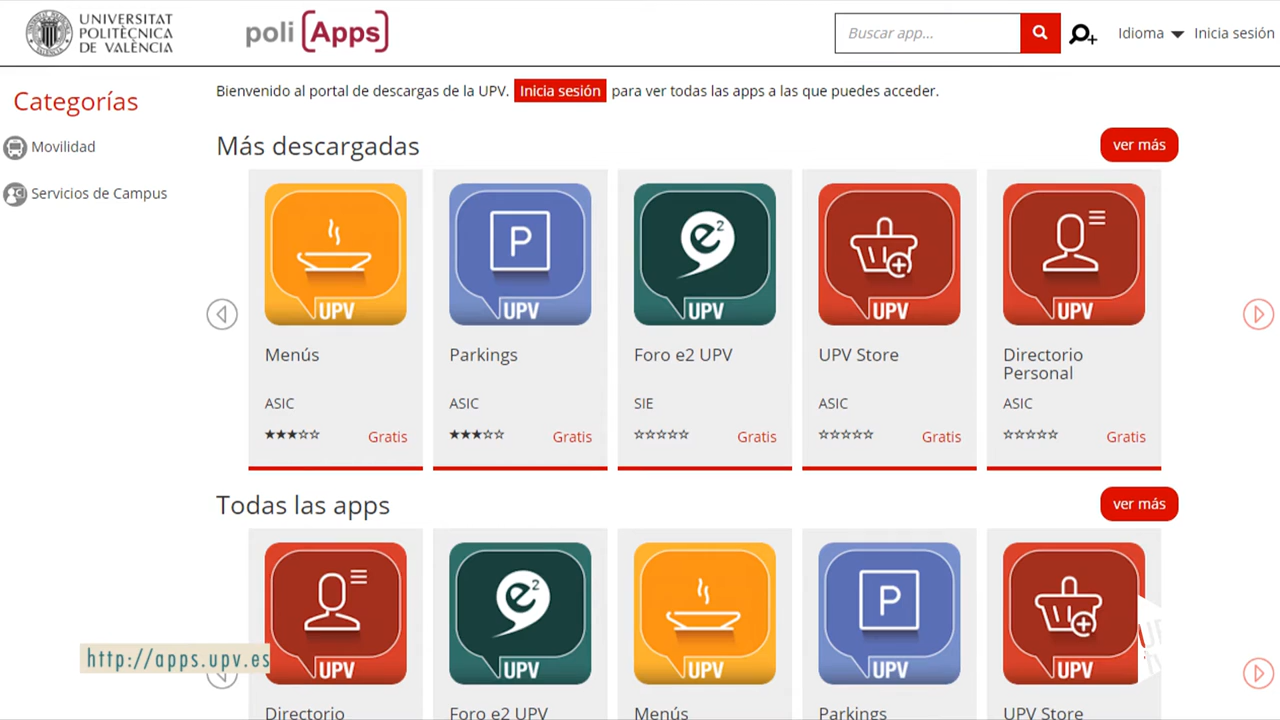 UNIVERSITAT
POLITÈCNICA
DE VALÈNCIA
poli [Apps]
Buscar app...
Idioma
Inicia sesión
Categorías
Movilidad
Servicios de Campus
Bienvenido al portal de descargas de la UPV. Inicia sesión para ver todas las apps a las que puedes acceder.
Más descargadas
ver más
P
e2
UPV
UPV
UPV
UPV
UPV
Menús
Parkings
Foro e2 UPV
UPV Store
Directorio
Personal
ASIC
ASIC
SIE
ASIC
ASIC
Gratis
Gratis
Gratis
Gratis
Gratis
Todas las apps
ver más
e2
P
UPV
UPV
UPV
UPV
UPV
http://apps.upv.es
Directorio
Foro e2 UPV
Menús
Parkings
UPV Store